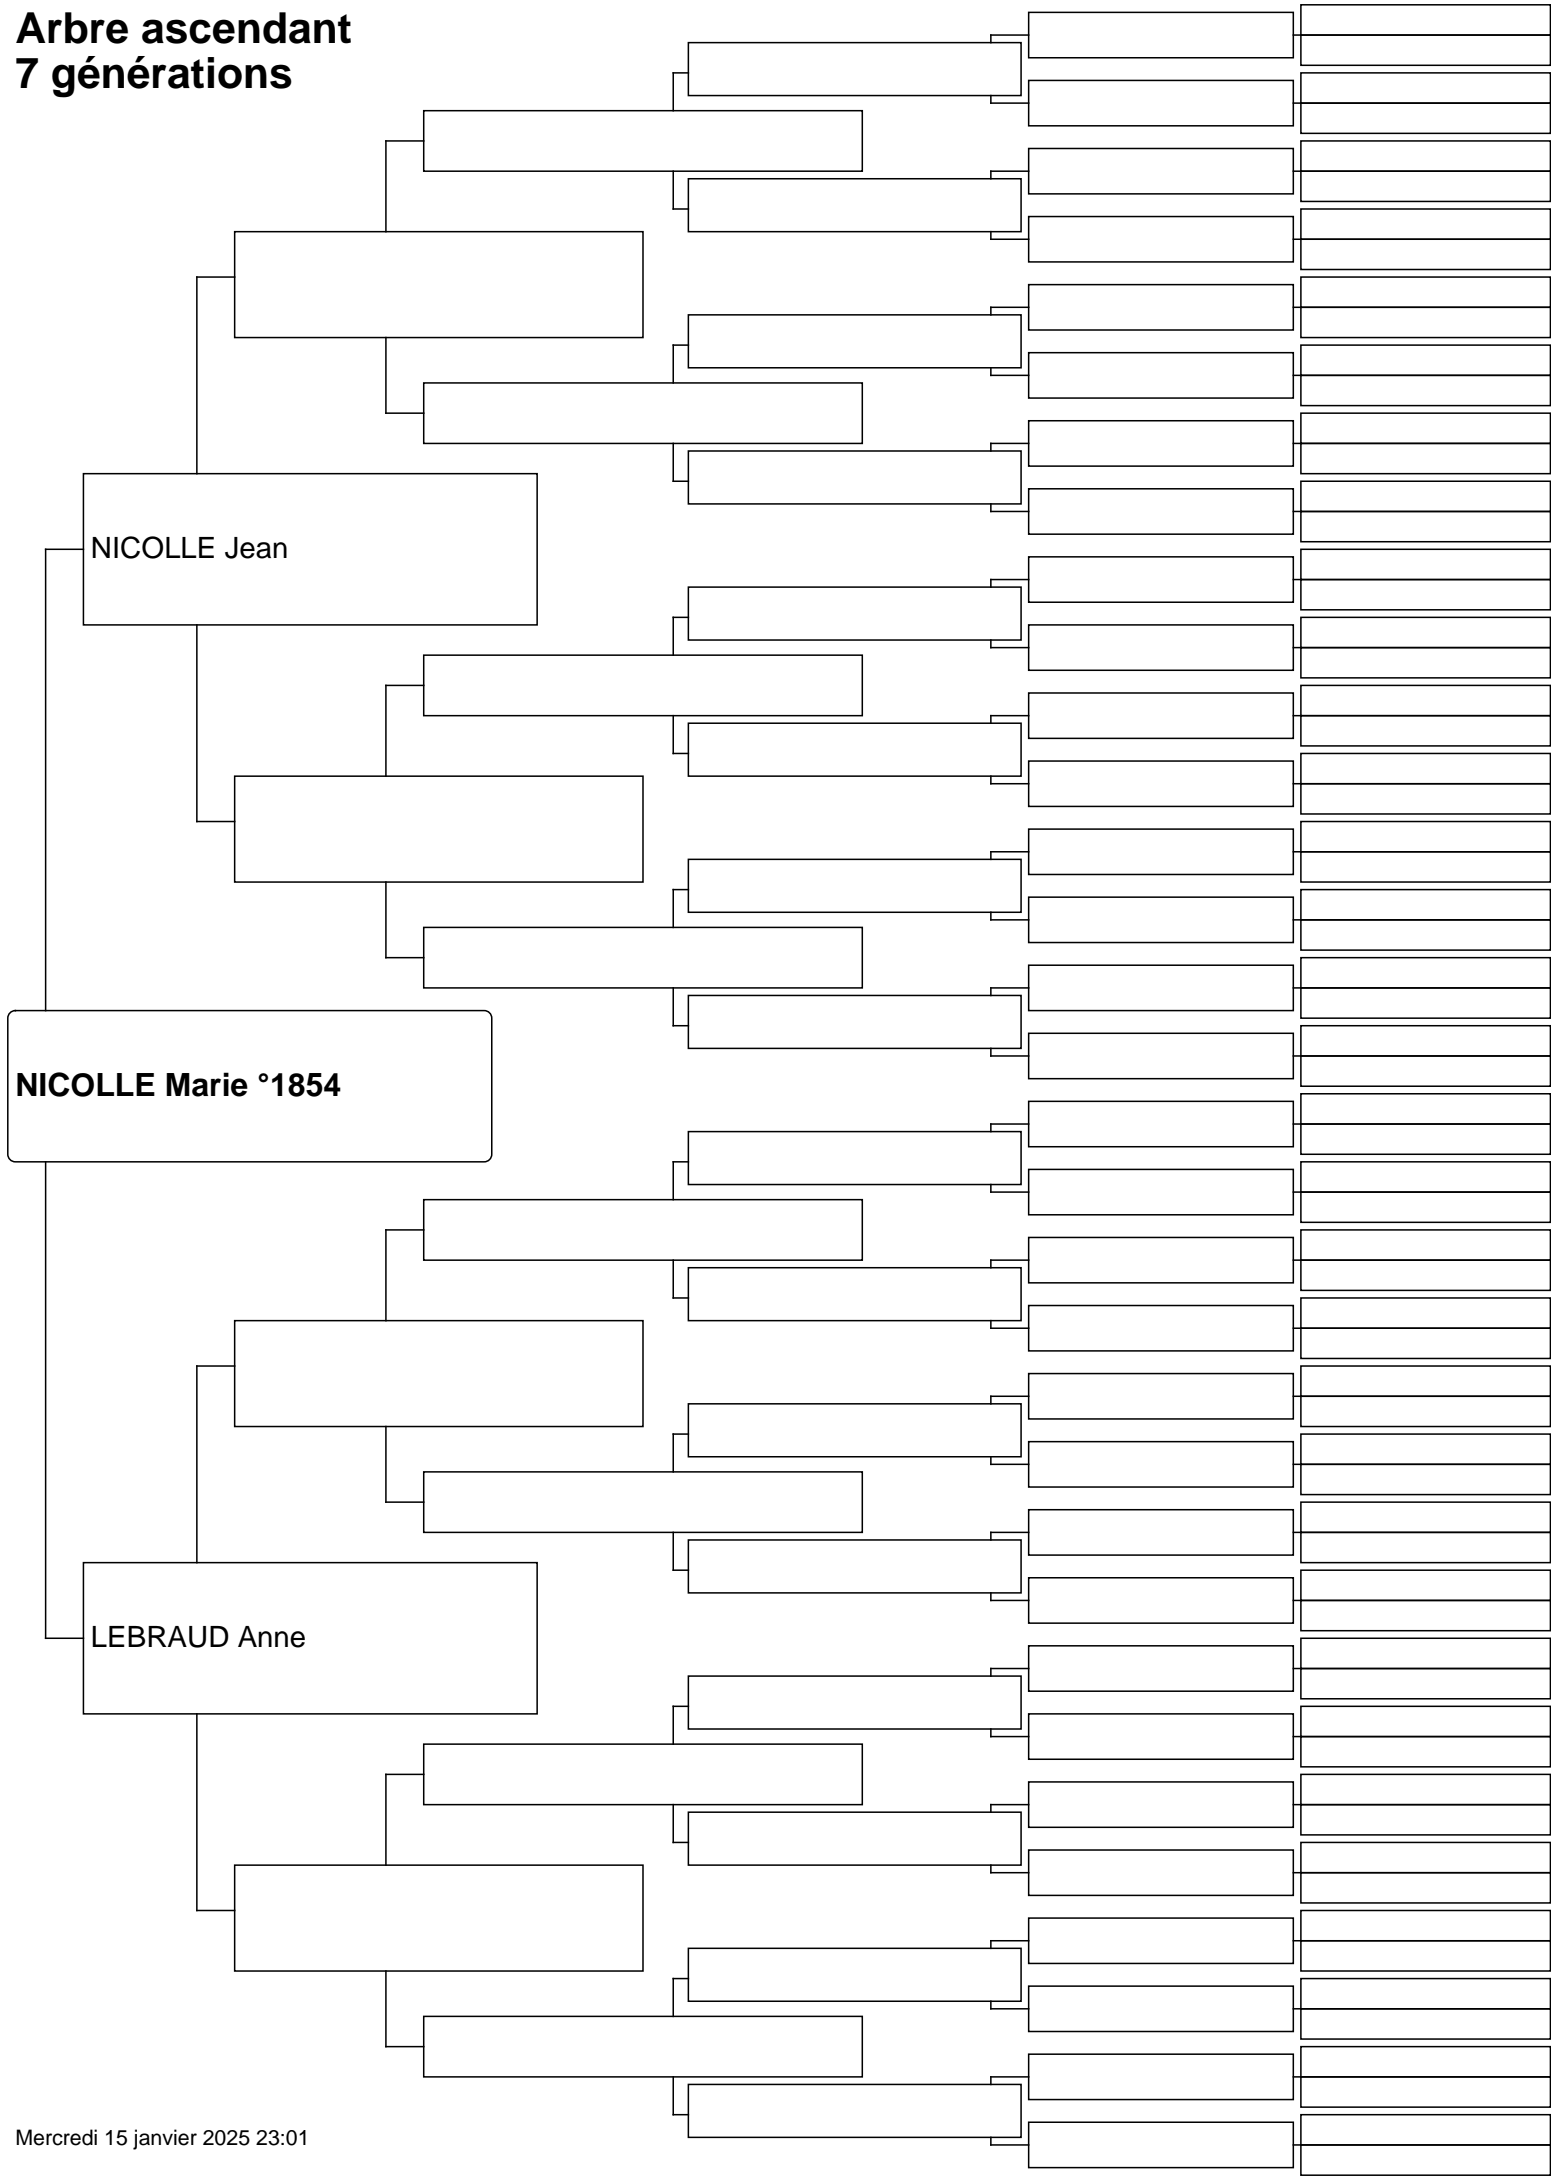 Arbre ascendant
7 générations
NICOLLE Jean
NICOLLE Marie °1854
LEBRAUD Anne
Mercredi 15 janvier 2025 23:01